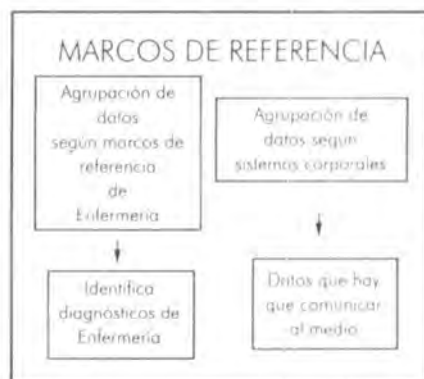 MARCOS DE REFERENCIA
Agrupación de
datos
según marcos de
referencia
de
Enfermería
Agrupación de
datos según
sistemas corporales
Identifica
diagnósticos de
Enfermería
Dritos que hay
que comunicar
al medio